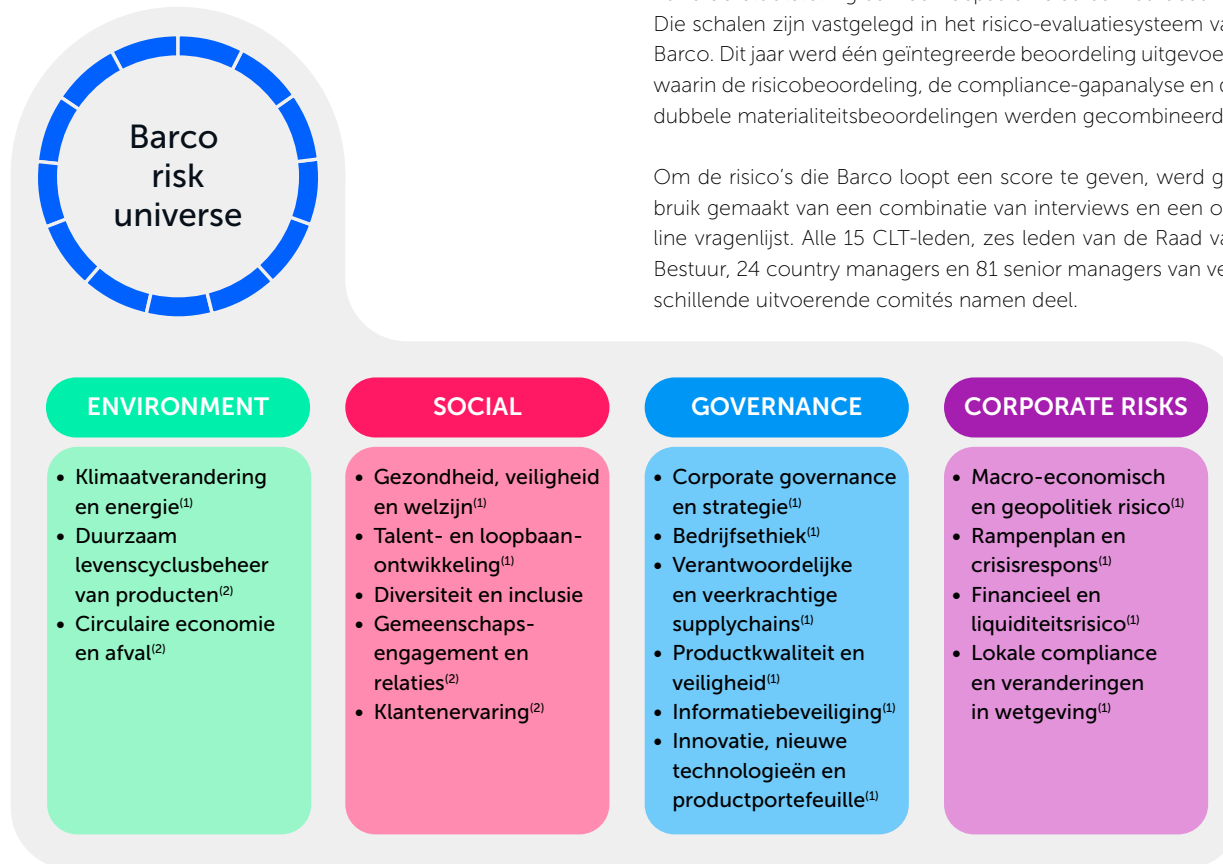 Die schalen zijn vastgelegd in het risico-evaluatiesysteem
Barco. Dit jaar werd één geïntegreerde beoordeling
waarin de risicobeoordeling, de compliance-gapanalyse en
dubbele materialiteitsbeoordelingen werden gecombineerd
Om de risico's die Barco loopt een score te geven, werd
bruik gemaakt van een combinatie van interviews en een
line vragenlijst. Alle 15 CLT-leden, zes leden van de Raad
Bestuur, 24 country managers en 81 senior managers van
schillende uitvoerende comités namen deel.
Barco
risk
universe
ENVIRONMENT
• Klimaatverandering
en energie(1)
• Duurzaam
levenscyclusbeheer
van producten(2)
• Circulaire economie
en afval(2)
SOCIAL
• Gezondheid, veiligheid
en welzijn(1)
• Talent- en loopbaan-
ontwikkeling(1)
• Diversiteit en inclusie
• Gemeenschaps-
engagement en
relaties(2)
• Klantenervaring(2)
GOVERNANCE
• Corporate governance
en strategie(1)
• Bedrijfsethiek(1)
• Verantwoordelijke
en veerkrachtige
supplychains(1)
• Productkwaliteit en
veiligheid(1)
• Informatiebeveiliging(1)
• Innovatie, nieuwe
technologieën en
productportefeuille(1)
CORPORATE RISKS
• Macro-economisch
en geopolitiek risico(1)
• Rampenplan en
crisisrespons(1)
• Financieel en
liquiditeitsrisico(1)
• Lokale compliance
en veranderingen
in wetgeving(1)